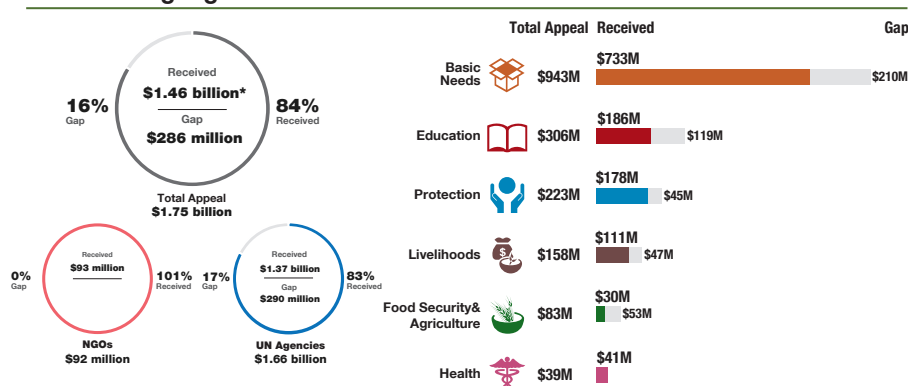 Total Appeal Received Gap
Received
$1.46 billion*
Gap
$286 million
16%
Gap
84%
Received
Total Appeal
$1.75 billion
Received
$93 million
0%
Gap
101%
Received
NGOs
$92 million
Received
$1.37 billion
Gap
$290 million
17%
Gap
83%
Received
UN Agencies
$1.66 billion
Basic
Needs
$943M
$733M
$210M
Education
$306M
$186M
$119M
Protection
$223M
$178M
$45M
Livelihoods
$
$158M
$111M
$47M
Food Security&
Agriculture
$83M
$30M
$53M
Health
$39M
$41M